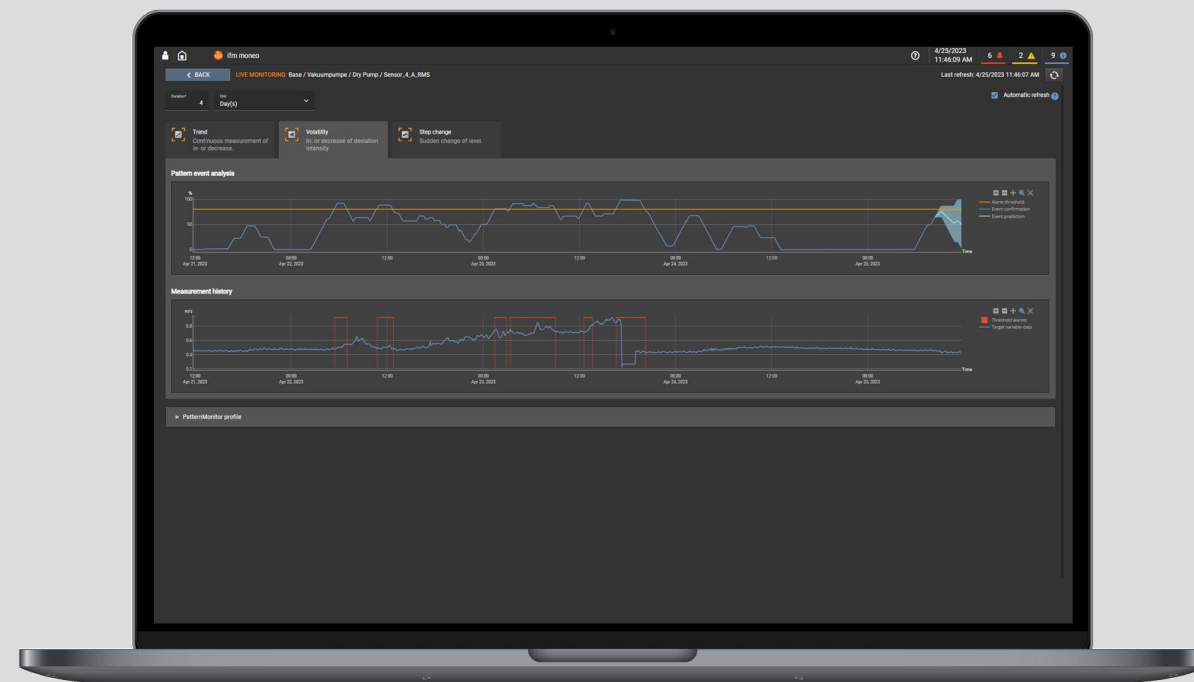 ifm moneo
4/25/2023
11:46:09 AM
6
2
9
BACK
LIVE MONITORING: Base / Vakuumpumpe / Dry Pump / Sensor_4_A_RMS
Last refresh: 4/25/2023 11:46:07 AM
Duration*
4
Unit
Day(s)
Automatic refresh
Trend
Continuous measurement of
in- or decrease.
Volatility
In- or decrease of deviation
intensity.
Step change
Sudden change of level.
Pattern event analysis
%
100
50
0
Alarm threshold
Event confirmation
Event prediction
Time
12:00
Apr 21, 2023
00:00
Apr 22, 2023
12:00
00:00
Apr 23, 2023
12:00
00:00
Apr 24, 2023
12:00
00:00
Apr 25, 2023
Measurement history
m/s
0.8
0.6
0.4
0.2
Threshold alarms
Target variable data
Time
12:00
Apr 21, 2023
00:00
Apr 22, 2023
12:00
00:00
Apr 23, 2023
12:00
00:00
Apr 24, 2023
12:00
00:00
Apr 25, 2023
PatternMonitor profile